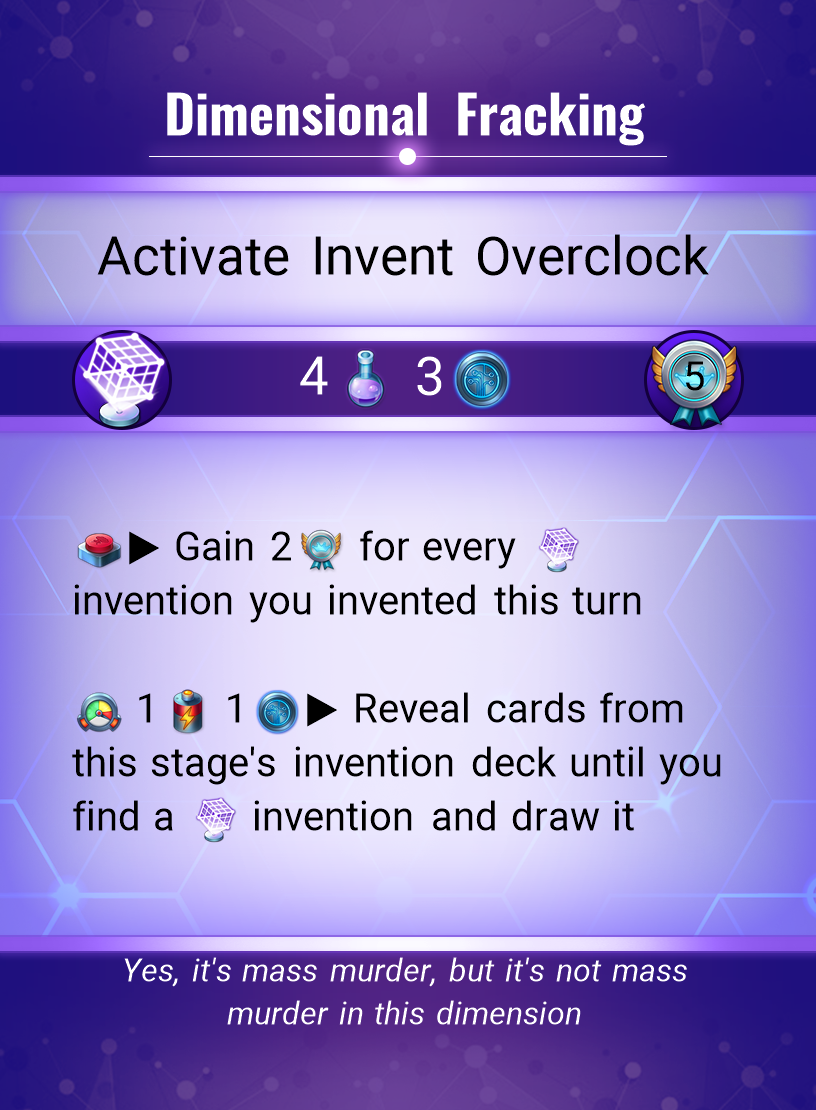 Dimensional Fracking
Activate Invent Overclock
4 3 5
▶ Gain 2 for every
invention you invented this turn
1 1 ▶ Reveal cards from
this stage's invention deck until you
find a invention and draw it
Yes, it's mass murder, but it's not mass
murder in this dimension